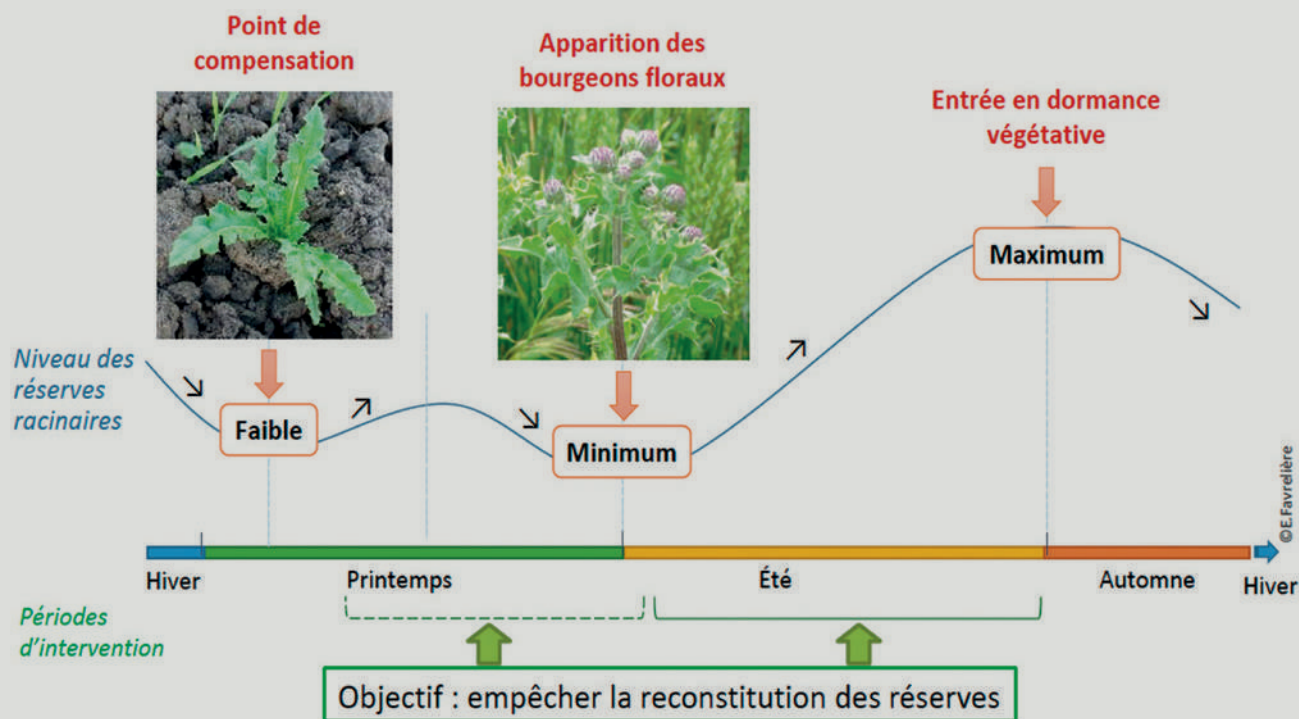 Point de
compensation
Apparition des
bourgeons floraux
Entrée en dormance
végétative
Maximum
Niveau des
réserves
racinaires
Faible
Minimum
©E.Favrelière
Hiver
Printemps
Été
Automne
Hiver
Périodes
d'intervention
Objectif : empêcher la reconstitution des réserves